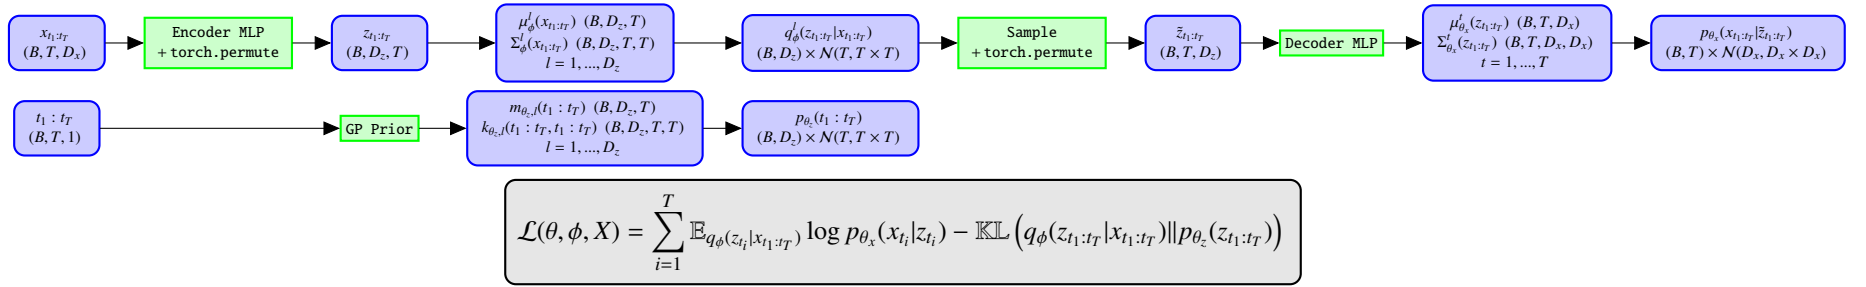 x_{t_1:t_T}
(B, T, D_x)
Encoder MLP
+ torch.permute
z_{t_1:t_T}
(B, D_z, T)
μ^l_ϕ(x_{t_1:t_T}) (B, D_z, T)
Σ^l_ϕ(x_{t_1:t_T}) (B, D_z, T, T)
l = 1, ..., D_z
q^l_ϕ(z_{t_1:t_T}|x_{t_1:t_T})
(B, D_z) × N(T, T × T)
Sample
+ torch.permute
z̃_{t_1:t_T}
(B, T, D_z)
Decoder MLP
μ^t_{θ_x}(z_{t_1:t_T}) (B, T, D_x)
Σ^t_{θ_x}(z_{t_1:t_T}) (B, T, D_x, D_x)
t = 1, ..., T
p_{θ_x}(x_{t_1:t_T}|z̃_{t_1:t_T})
(B, T) × N(D_x, D_x × D_x)
t_1 : t_T
(B, T, 1)
GP Prior
m_{θ_z,l}(t_1 : t_T) (B, D_z, T)
k_{θ_z,l}(t_1 : t_T, t_1 : t_T) (B, D_z, T, T)
l = 1, ..., D_z
p_{θ_z}(t_1 : t_T)
(B, D_z) × N(T, T × T)
ℒ(θ, ϕ, X) = ∑_{i=1}^{T} 𝔼_{q_ϕ(z_{t_i}|x_{t_1:t_T})} log p_{θ_x}(x_{t_i}|z_{t_i}) − 𝕂𝕃 (q_ϕ(z_{t_1:t_T}|x_{t_1:t_T})||p_{θ_z}(z_{t_1:t_T}))